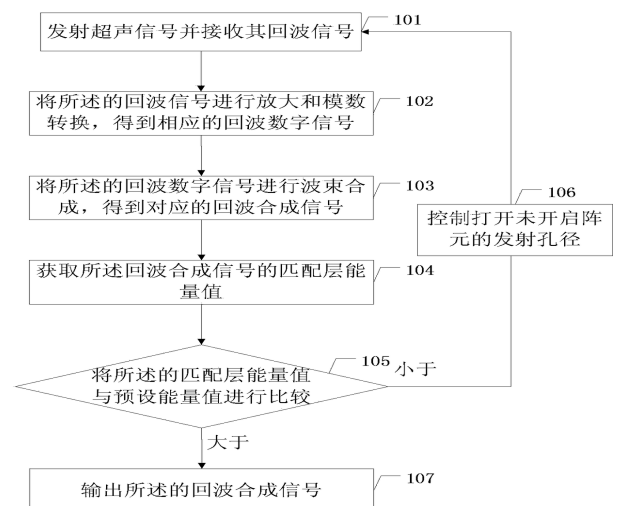 发射超声信号并接收其回波信号
101
将所述的回波信号进行放大和模数
转换，得到相应的回波数字信号
102
将所述的回波数字信号进行波束合
成，得到对应的回波合成信号
103
106
控制打开未开启阵
元的发射孔径
获取所述回波合成信号的匹配层能
量值
104
将所述的匹配层能量值
与预设能量值进行比较
105
小于
大于
输出所述的回波合成信号
107